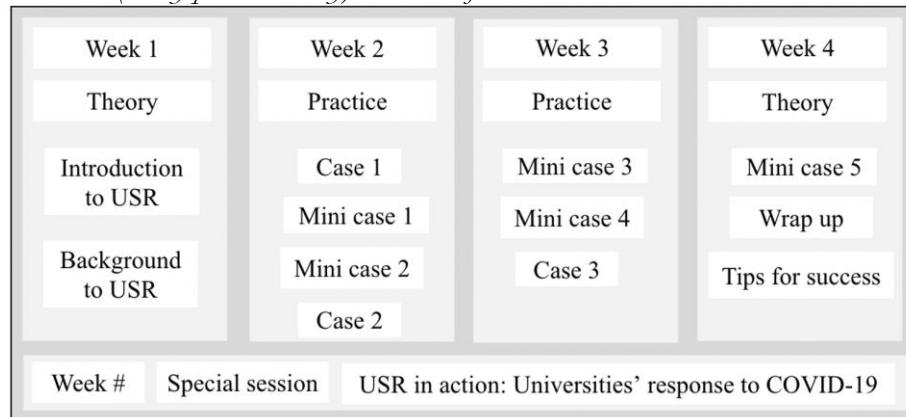 Week 1
Theory
Introduction
to USR
Background
to USR
Week 2
Practice
Case 1
Mini case 1
Mini case 2
Case 2
Week 3
Practice
Mini case 3
Mini case 4
Case 3
Week 4
Theory
Mini case 5
Wrap up
Tips for success
Week #
Special session
USR in action: Universities' response to COVID-19